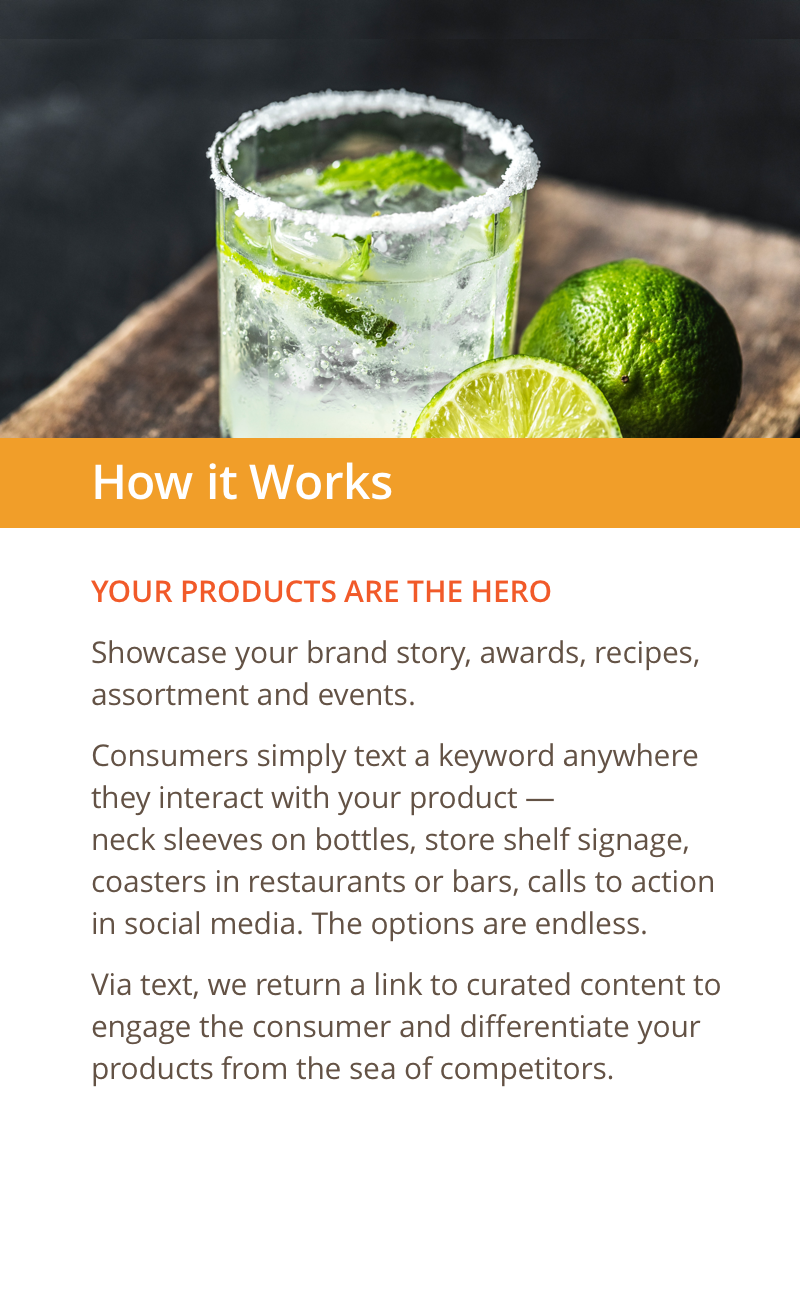 How it Works
YOUR PRODUCTS ARE THE HERO
Showcase your brand story, awards, recipes,
assortment and events.
Consumers simply text a keyword anywhere
they interact with your product —
neck sleeves on bottles, store shelf signage,
coasters in restaurants or bars, calls to action
in social media. The options are endless.
Via text, we return a link to curated content to
engage the consumer and differentiate your
products from the sea of competitors.